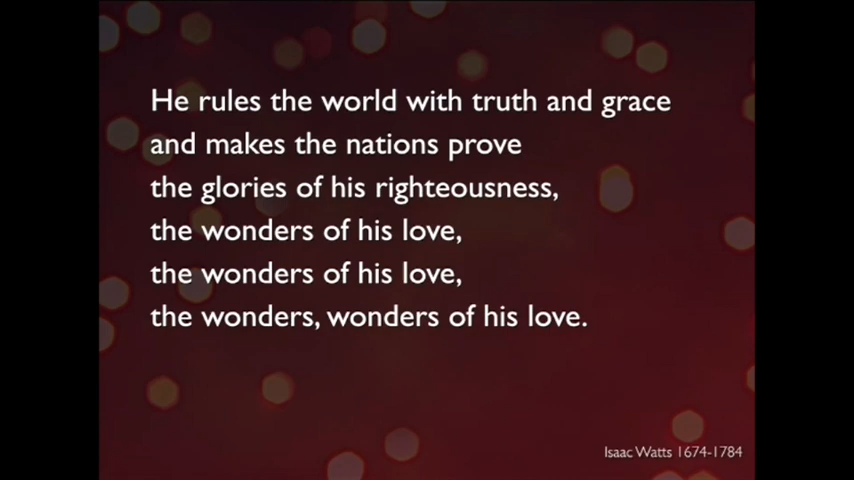 He rules the world with truth and grace
and makes the nations prove
the glories of his righteousness,
the wonders of his love,
the wonders of his love,
the wonders, wonders of his love.
Isaac Watts 1674-1784